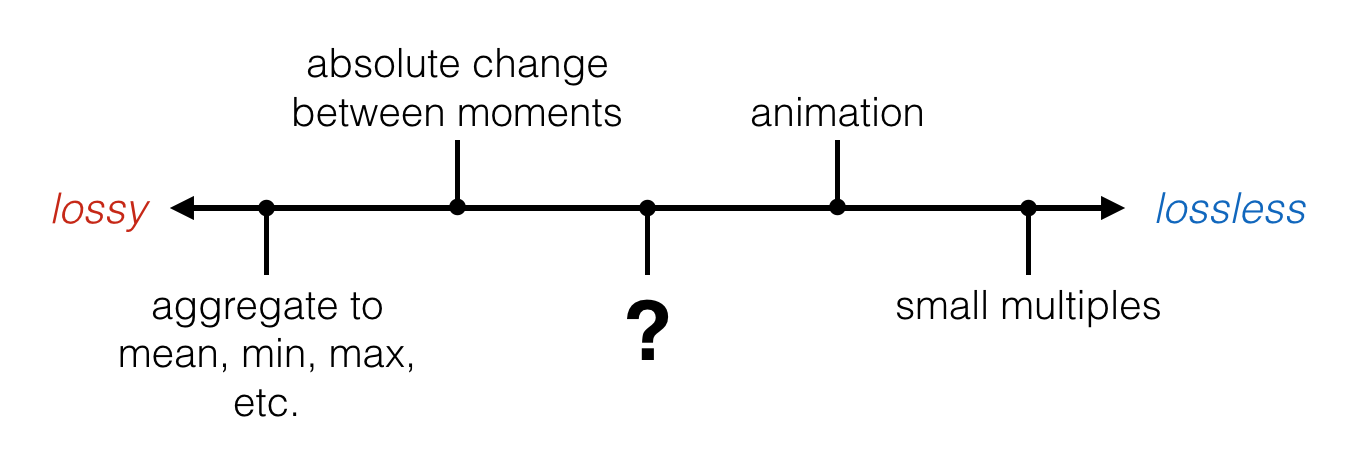 absolute change
between moments
animation
lossy
lossless
aggregate to
mean, min, max,
etc.
?
small multiples